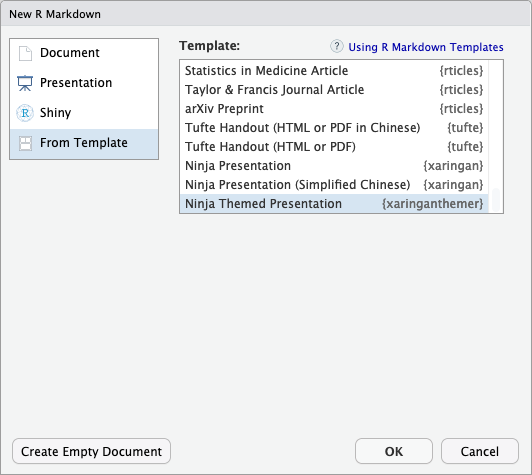 New R Markdown
Document
Presentation
R Shiny
From Template
Template:
? Using R Markdown Templates
Statistics in Medicine Article {rticles}
Taylor & Francis Journal Article {rticles}
arXiv Preprint {rticles}
Tufte Handout (HTML or PDF in Chinese) {tufte}
Tufte Handout (HTML or PDF) {tufte}
Ninja Presentation {xaringan}
Ninja Presentation (Simplified Chinese) {xaringan}
Ninja Themed Presentation {xaringanthemer}
Create Empty Document
OK
Cancel